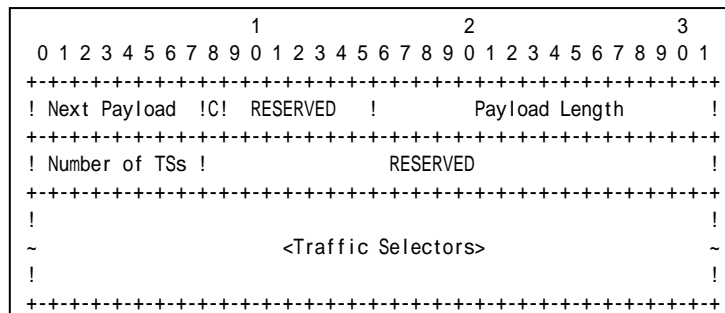 1                   2                   3
0 1 2 3 4 5 6 7 8 9 0 1 2 3 4 5 6 7 8 9 0 1 2 3 4 5 6 7 8 9 0 1
+-+-+-+-+-+-+-+-+-+-+-+-+-+-+-+-+-+-+-+-+-+-+-+-+-+-+-+-+-+-+-+-+
! Next Payload !C! RESERVED ! Payload Length !
+-+-+-+-+-+-+-+-+-+-+-+-+-+-+-+-+-+-+-+-+-+-+-+-+-+-+-+-+-+-+-+-+
! Number of TSs ! RESERVED !
+-+-+-+-+-+-+-+-+-+-+-+-+-+-+-+-+-+-+-+-+-+-+-+-+-+-+-+-+-+-+-+-+
! !
~ <Traffic Selectors> ~
! !
+-+-+-+-+-+-+-+-+-+-+-+-+-+-+-+-+-+-+-+-+-+-+-+-+-+-+-+-+-+-+-+-+